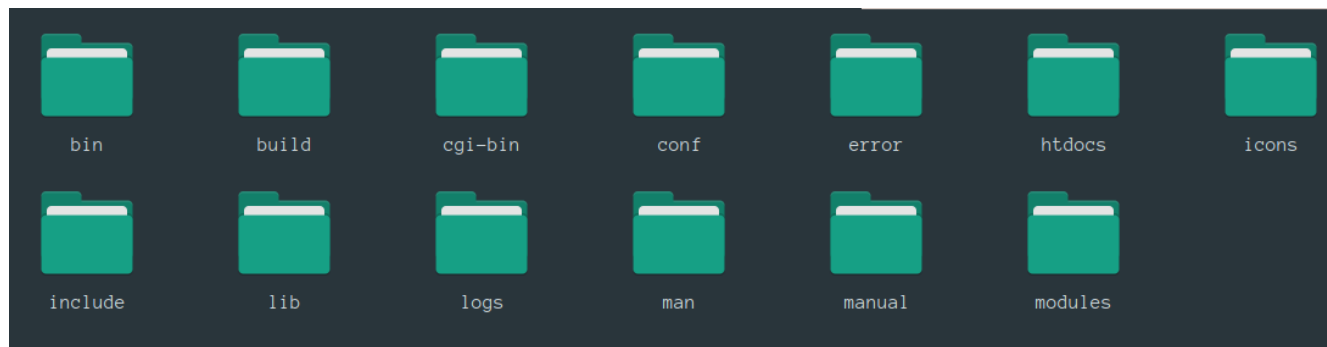 bin build cgi-bin conf error htdocs icons
include lib logs man manual modules